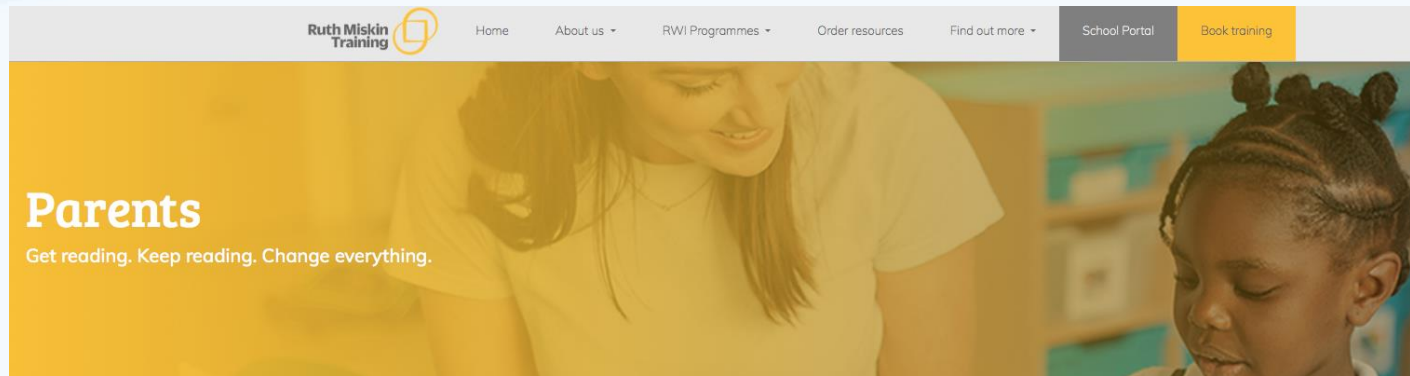 Ruth Miskin
Training
Home
About us
RWI Programmes
Order resources
Find out more
School Portal
Book training
Parents
Get reading. Keep reading. Change everything.